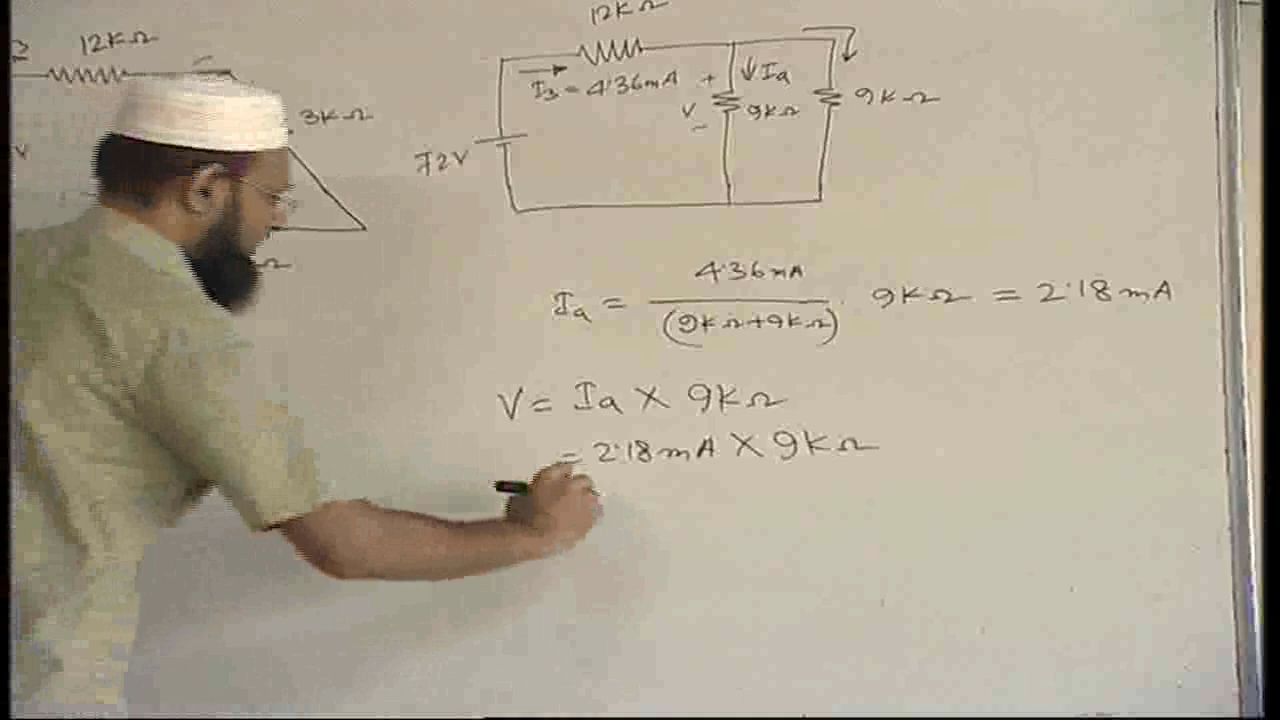 12KΩ
3KΩ
V
Ω
12KΩ
I3 = 4.36mA
+
V
-
Ia
9KΩ
9KΩ
72V
Ia = 4.36mA / (9KΩ+9KΩ) . 9KΩ = 2.18mA
V = Ia X 9KΩ
= 2.18mA X 9KΩ